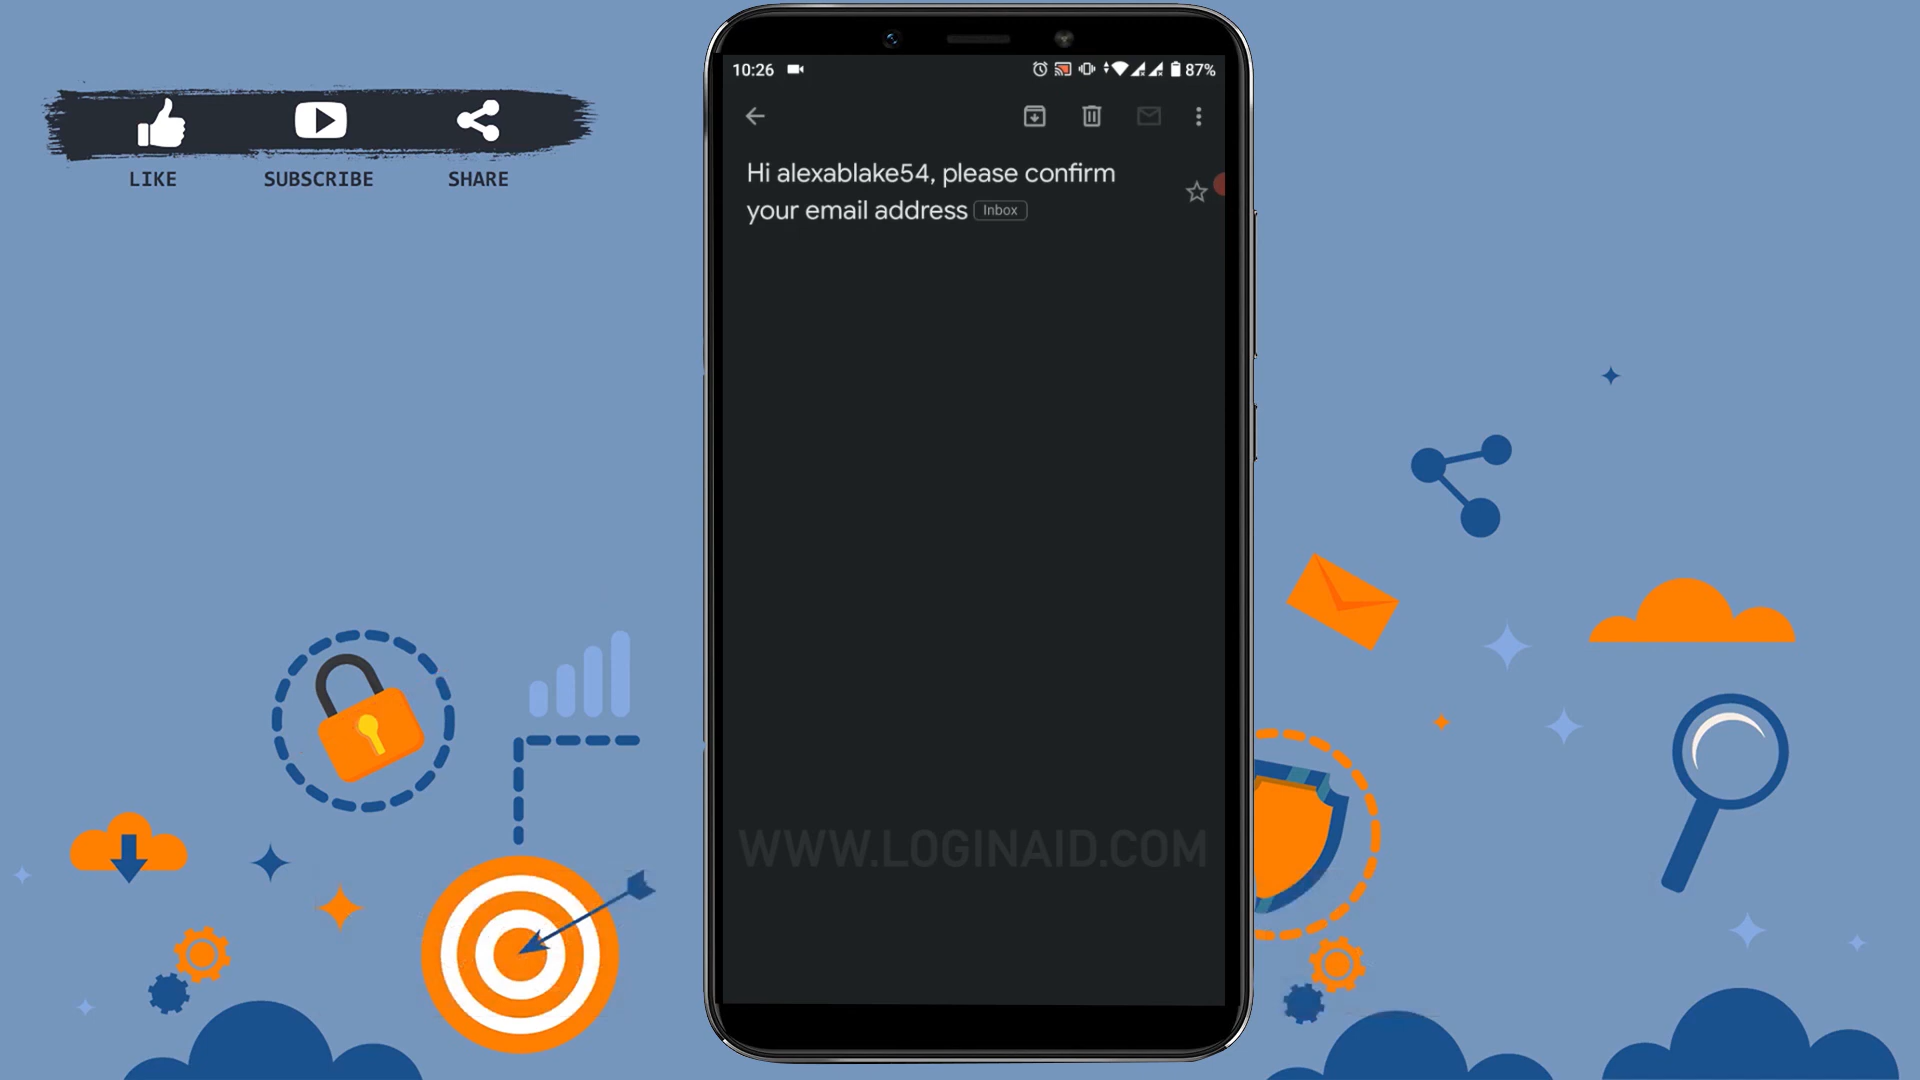 LIKE
SUBSCRIBE
SHARE
10:26
87%
Hi alexablake54, please confirm
your email address Inbox
WWW.LOGINAID.COM